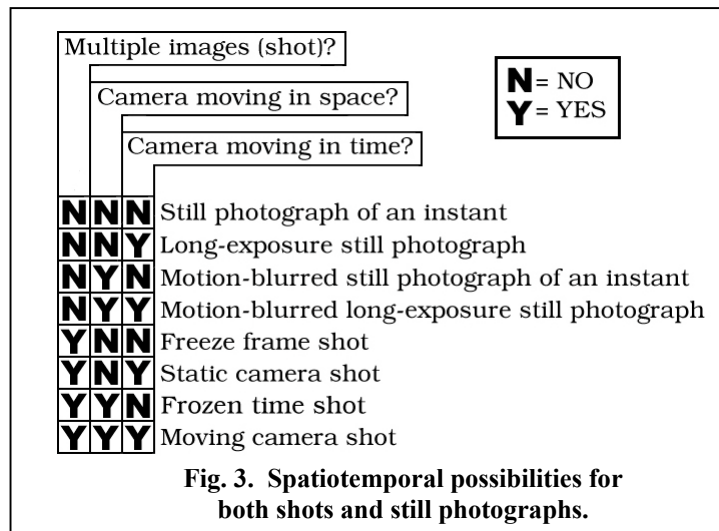 Multiple images (shot)?
Camera moving in space?
Camera moving in time?
N = NO
Y = YES
N N N Still photograph of an instant
N N Y Long-exposure still photograph
N Y N Motion-blurred still photograph of an instant
N Y Y Motion-blurred long-exposure still photograph
Y N N Freeze frame shot
Y N Y Static camera shot
Y Y N Frozen time shot
Y Y Y Moving camera shot
Fig. 3. Spatiotemporal possibilities for
both shots and still photographs.